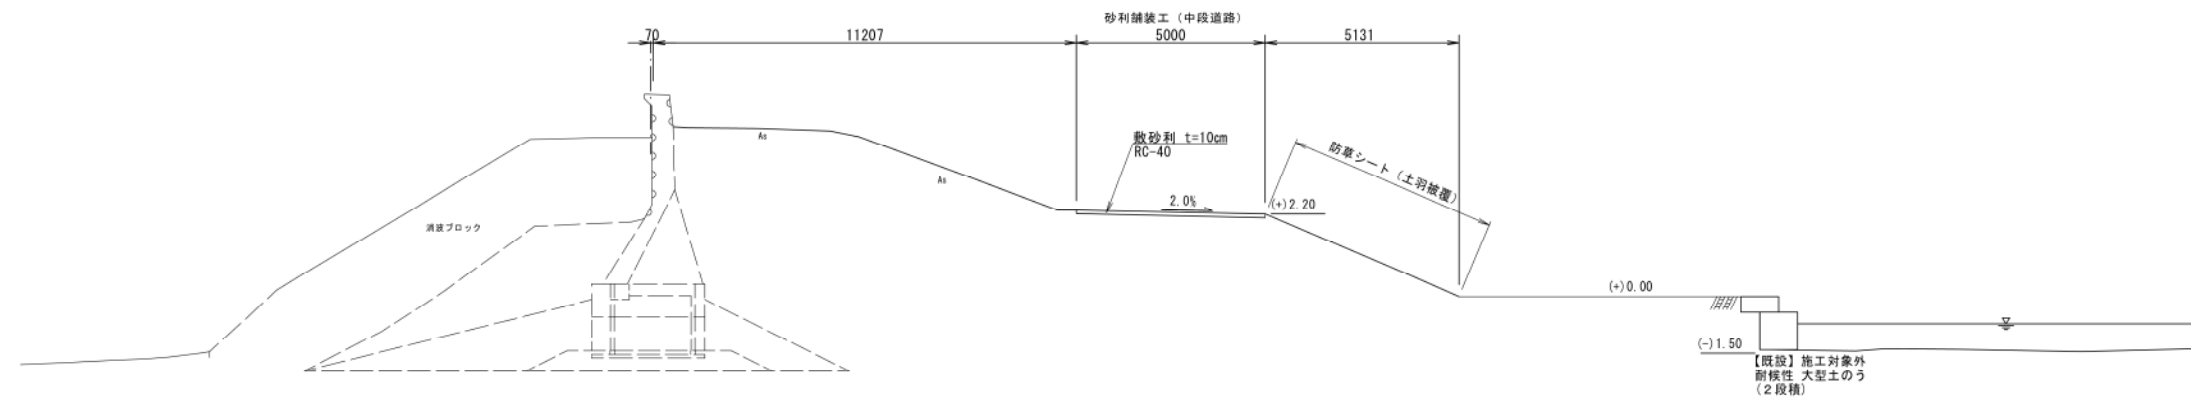 砂利舗装工（中段道路）
70
11207
5000
5131
As
As
敷砂利 t=10cm
RC-40
2.0%
(+)2.20
防草シート（土羽被覆）
消波ブロック
(+)0.00
(-)1.50
【既設】施工対象外
耐候性 大型土のう
（２段積）